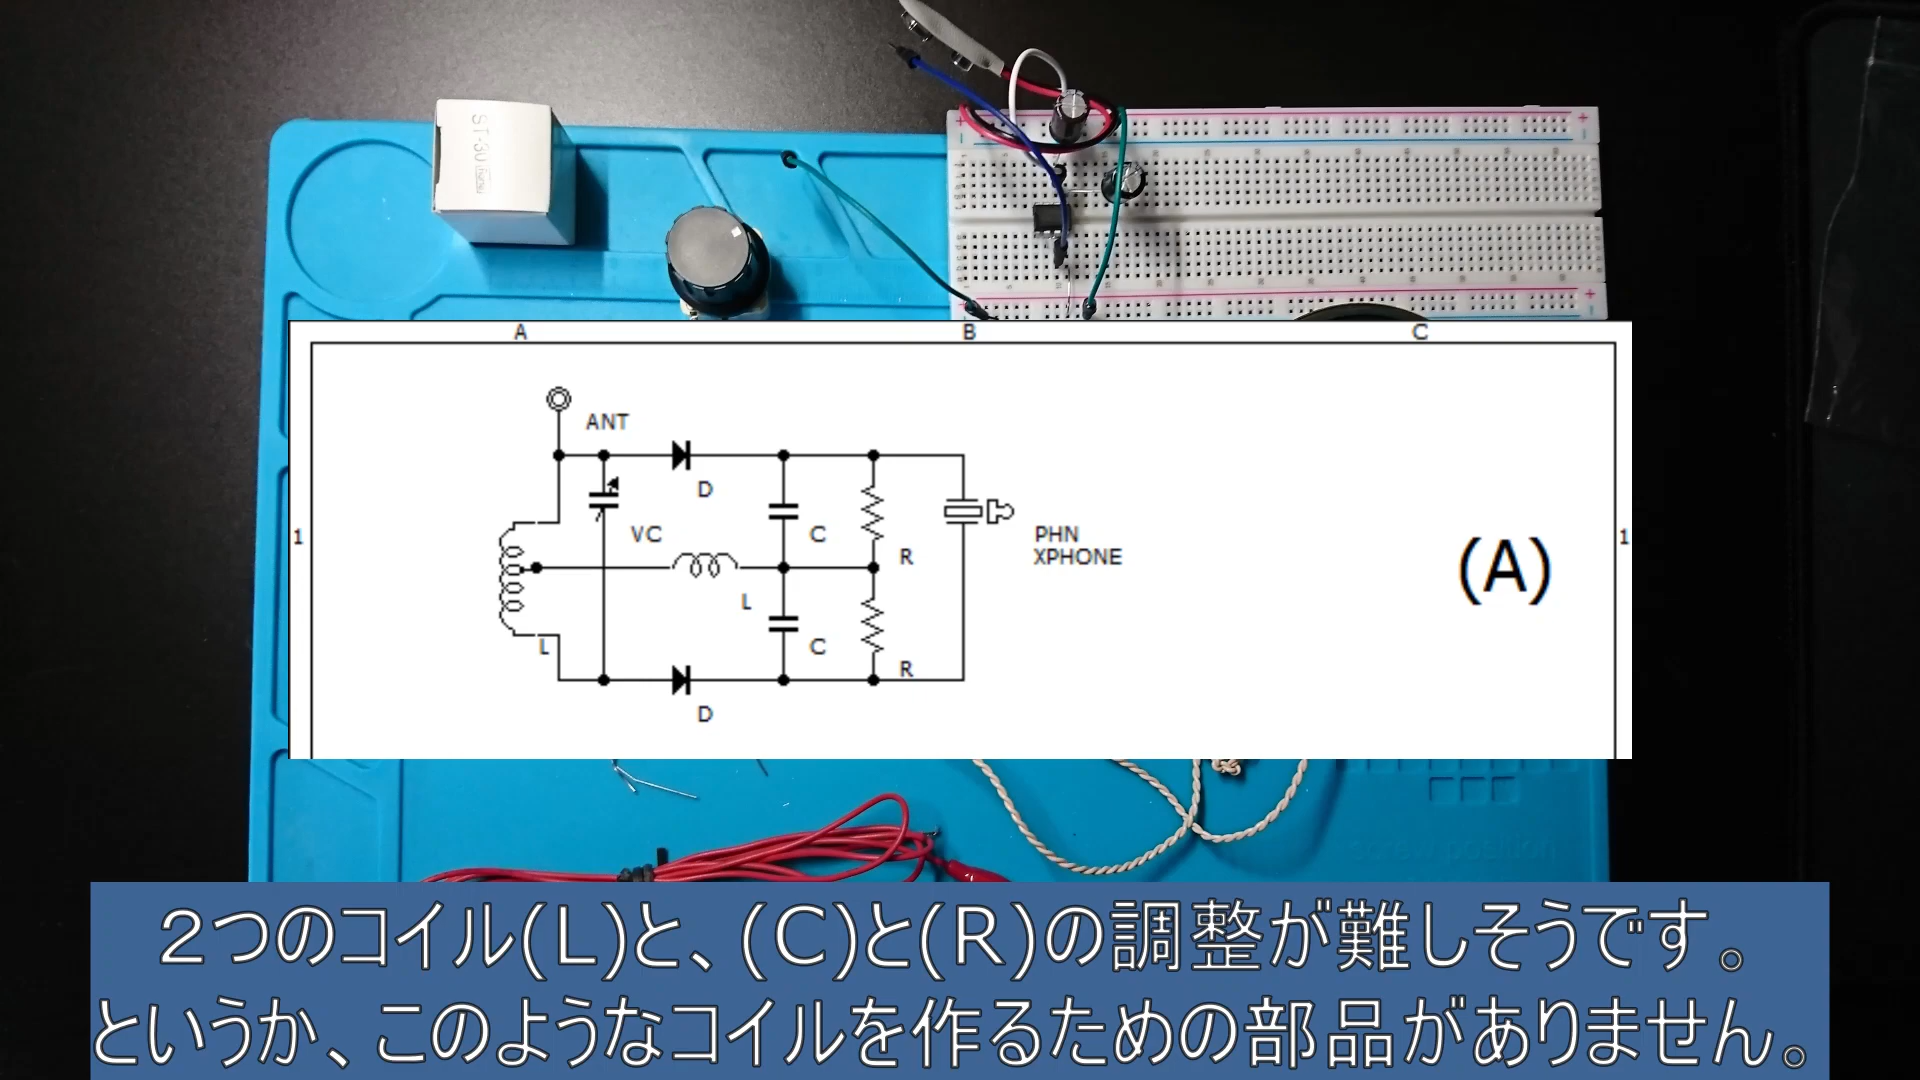 ST-30
A
B
C
ANT
D
VC
C
R
PHN
XPHONE
1
1
(A)
L
L
C
R
D
screw position
２つのコイル(Ｌ)と、(Ｃ)と(Ｒ)の調整が難しそうです。
というか、このようなコイルを作るための部品がありません。